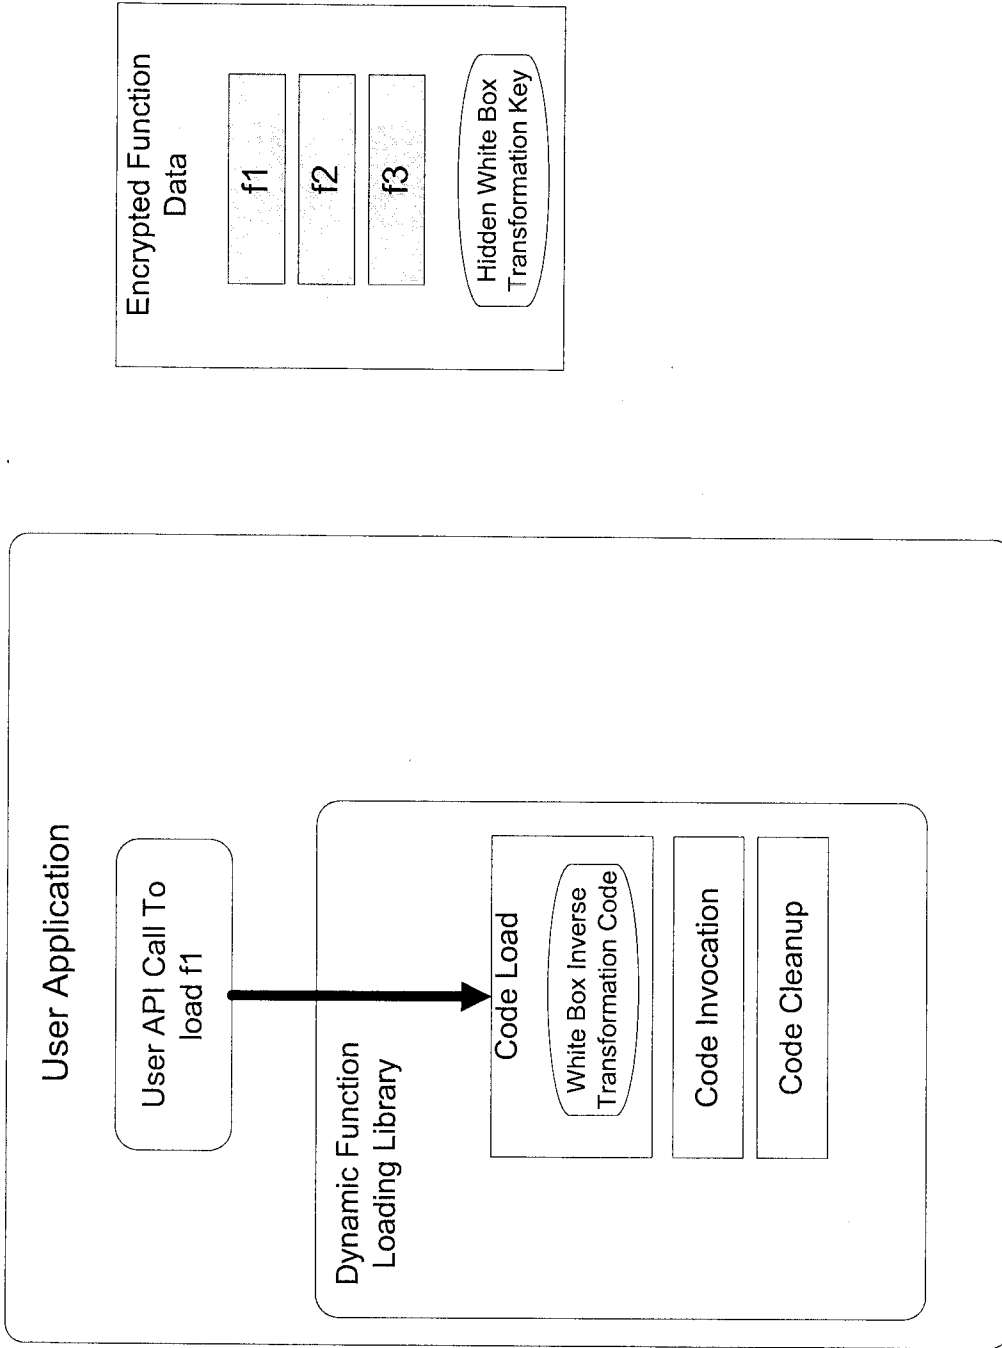 User Application
User API Call To
load f1
Dynamic Function
Loading Library
Code Load
White Box Inverse
Transformation Code
Code Invocation
Code Cleanup
Encrypted Function
Data
f1
f2
f3
Hidden White Box
Transformation Key